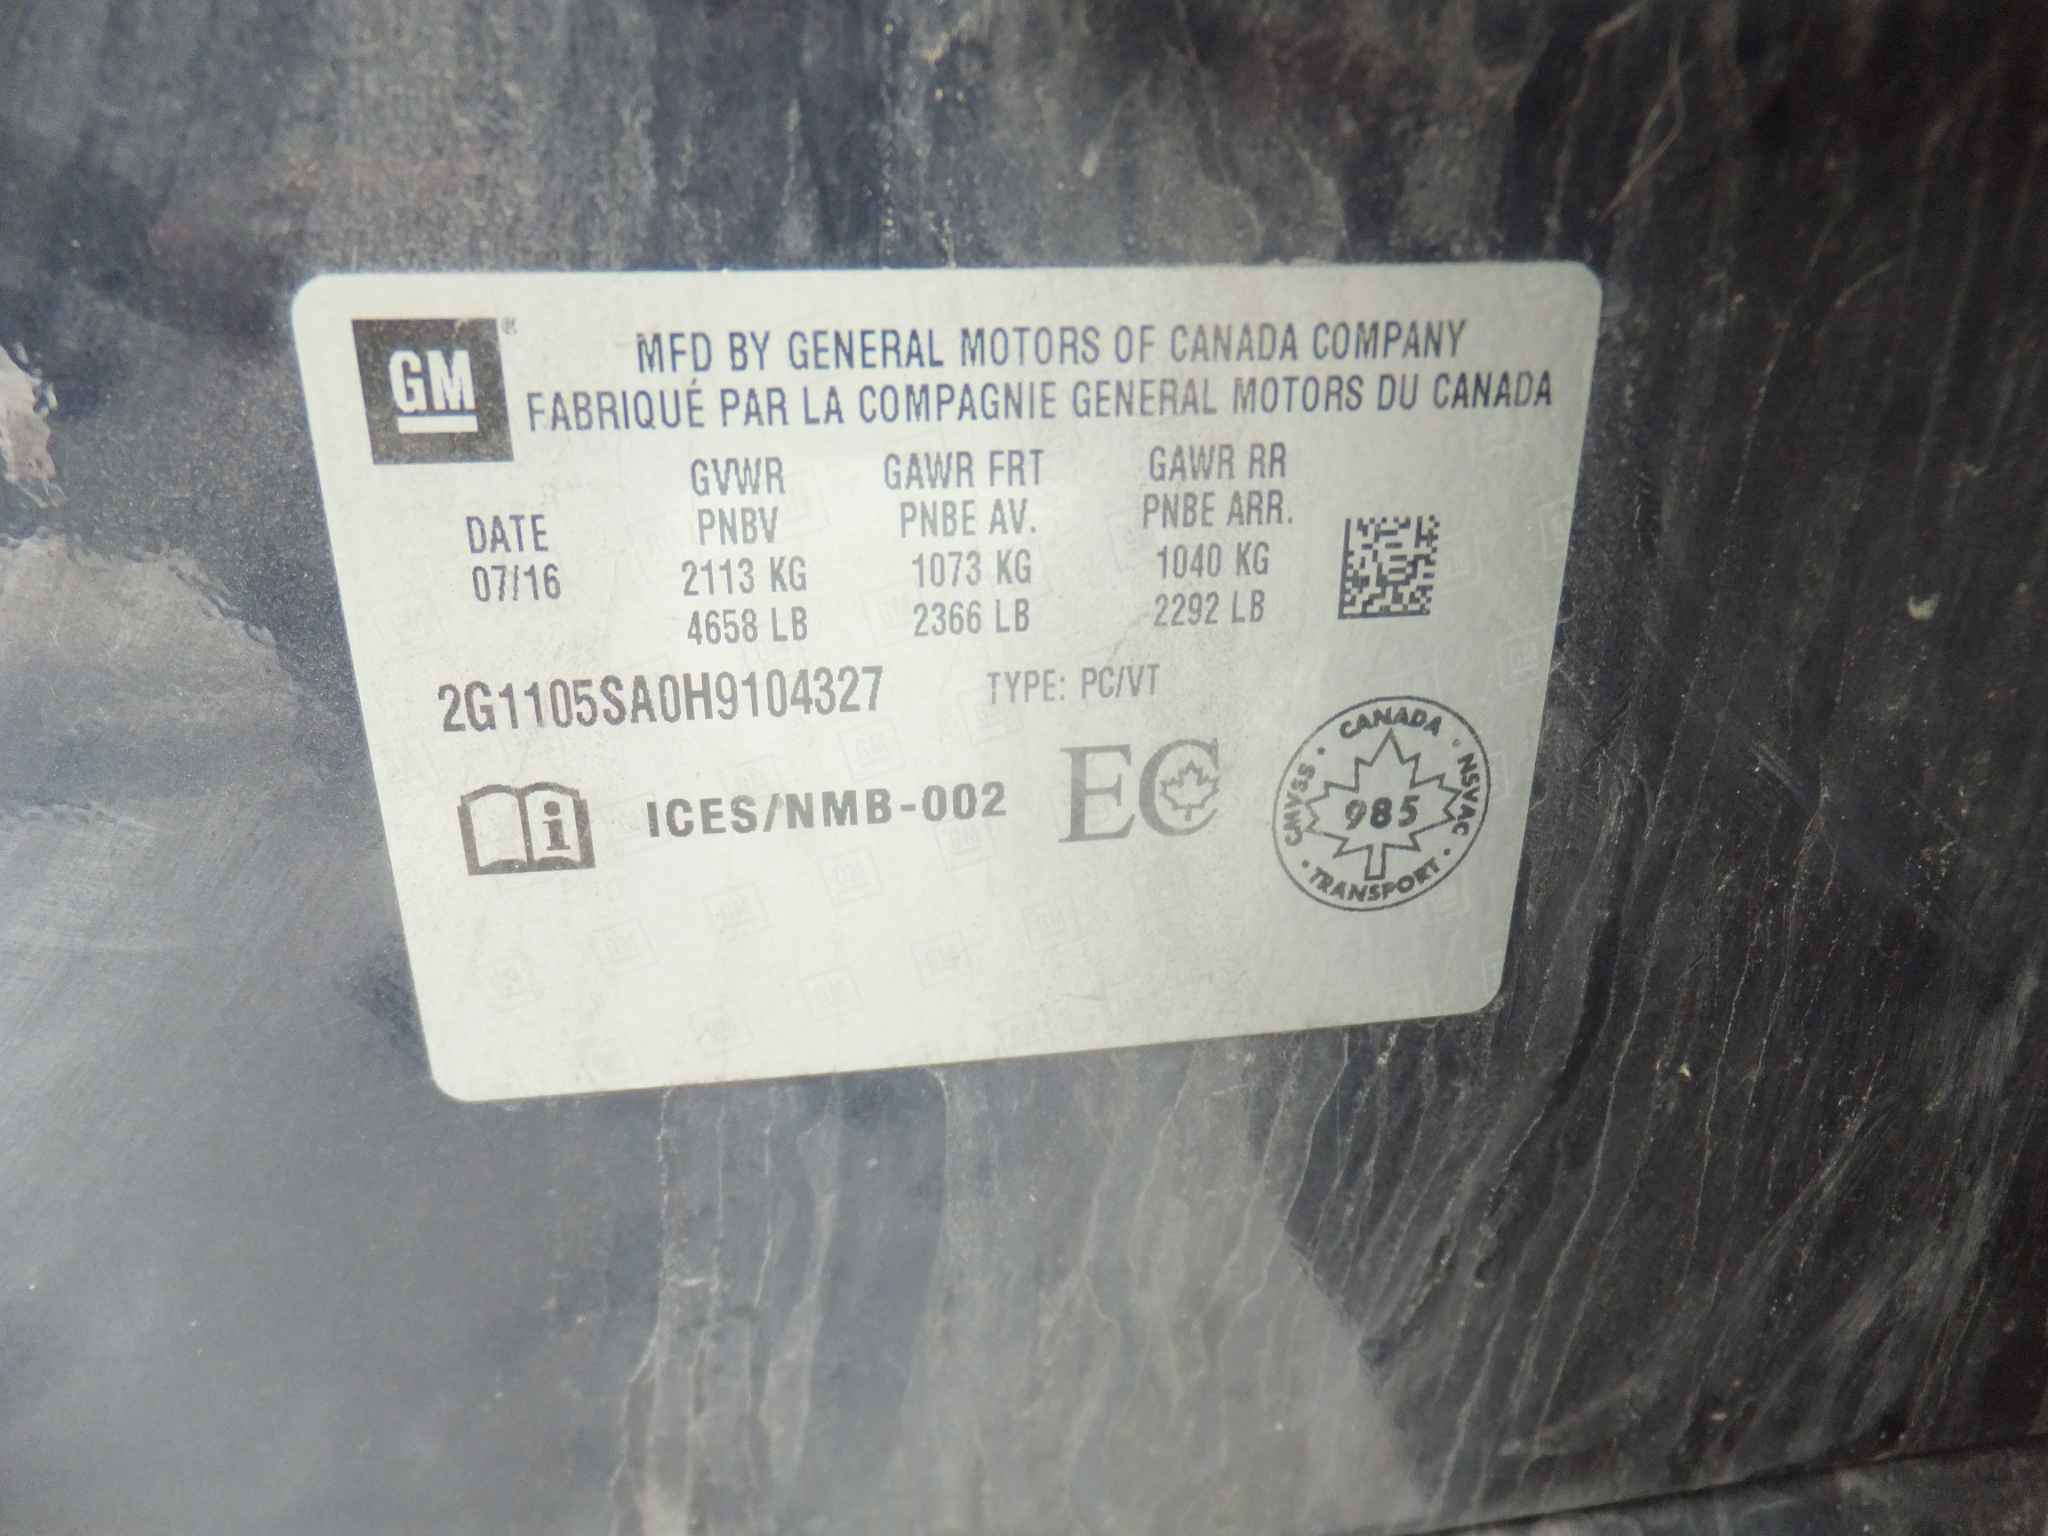 GM®
MFD BY GENERAL MOTORS OF CANADA COMPANY
FABRIQUÉ PAR LA COMPAGNIE GENERAL MOTORS DU CANADA
GVWR GAWR FRT GAWR RR
DATE PNBV PNBE AV. PNBE ARR.
07/16 2113 KG 1073 KG 1040 KG
4658 LB 2366 LB 2292 LB
2G1105SA0H9104327 TYPE: PC/VT
i ICES/NMB-002 EC
CANADA
CMVSS 985 NSVAC
TRANSPORT